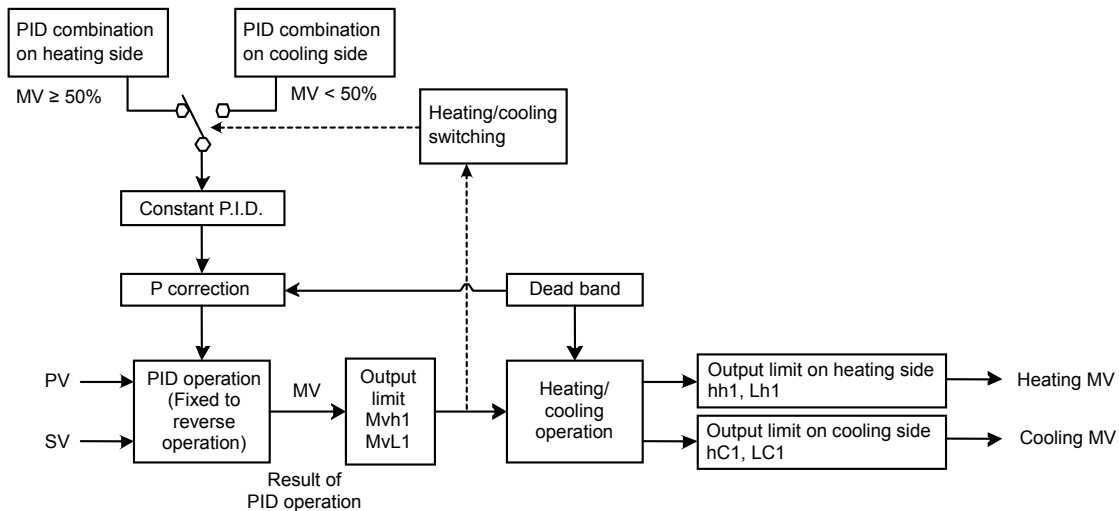 PID combination
on heating side
PID combination
on cooling side
MV ≥ 50%
MV < 50%
Heating/cooling
switching
Constant P.I.D.
P correction
Dead band
PV
SV
PID operation
(Fixed to
reverse
operation)
MV
Output
limit
Mvh1
MvL1
Result of
PID operation
Heating/
cooling
operation
Output limit on heating side
hh1, Lh1
Heating MV
Output limit on cooling side
hC1, LC1
Cooling MV